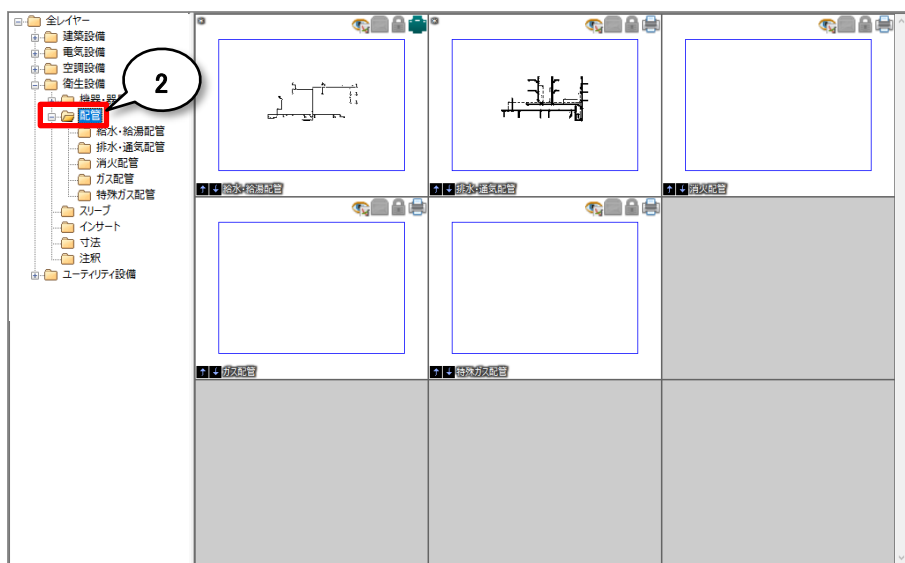 全レイヤー
建築設備
電気設備
空調設備
衛生設備
機器・器
2
配管
給水・給湯配管
排水・通気配管
消火配管
ガス配管
特殊ガス配管
スリーブ
インサート
寸法
注釈
ユーティリティ設備
給水・給湯配管
排水・通気配管
消火配管
ガス配管
特殊ガス配管